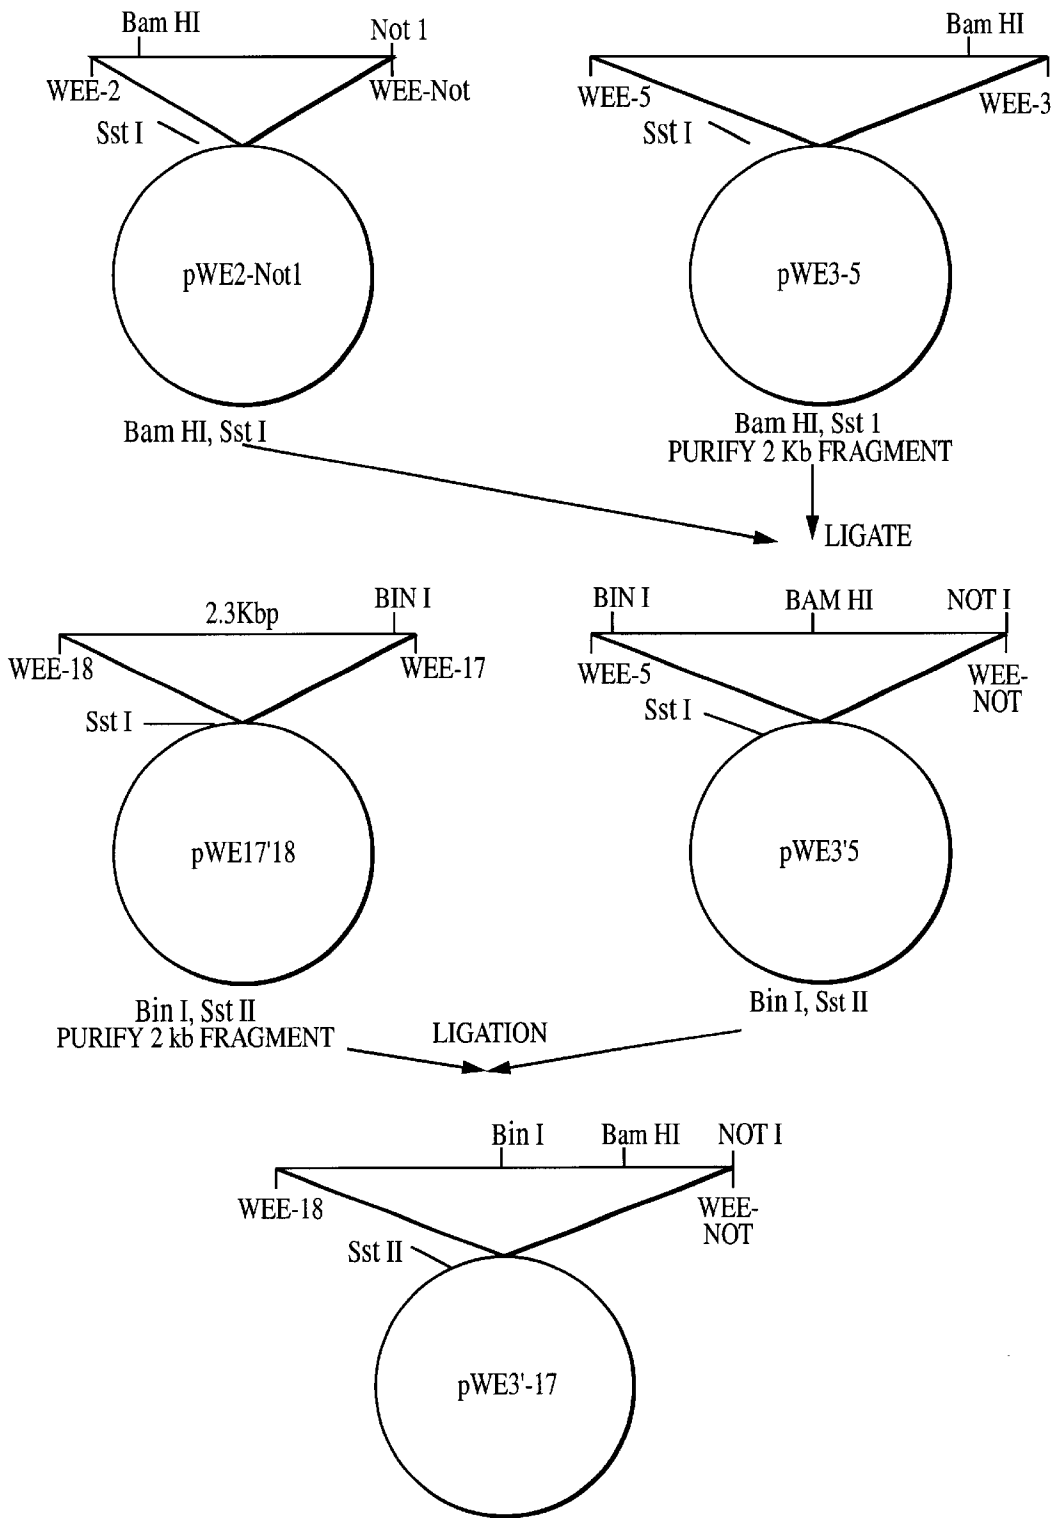 Bam HI
Not 1
WEE-2
WEE-Not
Sst I
pWE2-Not1
Bam HI, Sst I
Bam HI
WEE-5
WEE-3
Sst I
pWE3-5
Bam HI, Sst 1
PURIFY 2 Kb FRAGMENT
LIGATE
2.3Kbp
BIN I
WEE-18
WEE-17
Sst I
pWE17'18
Bin I, Sst II
PURIFY 2 kb FRAGMENT
BIN I
BAM HI
NOT I
WEE-5
WEE-
NOT
Sst I
pWE3'5
Bin I, Sst II
LIGATION
Bin I
Bam HI
NOT I
WEE-18
WEE-
NOT
Sst II
pWE3'-17